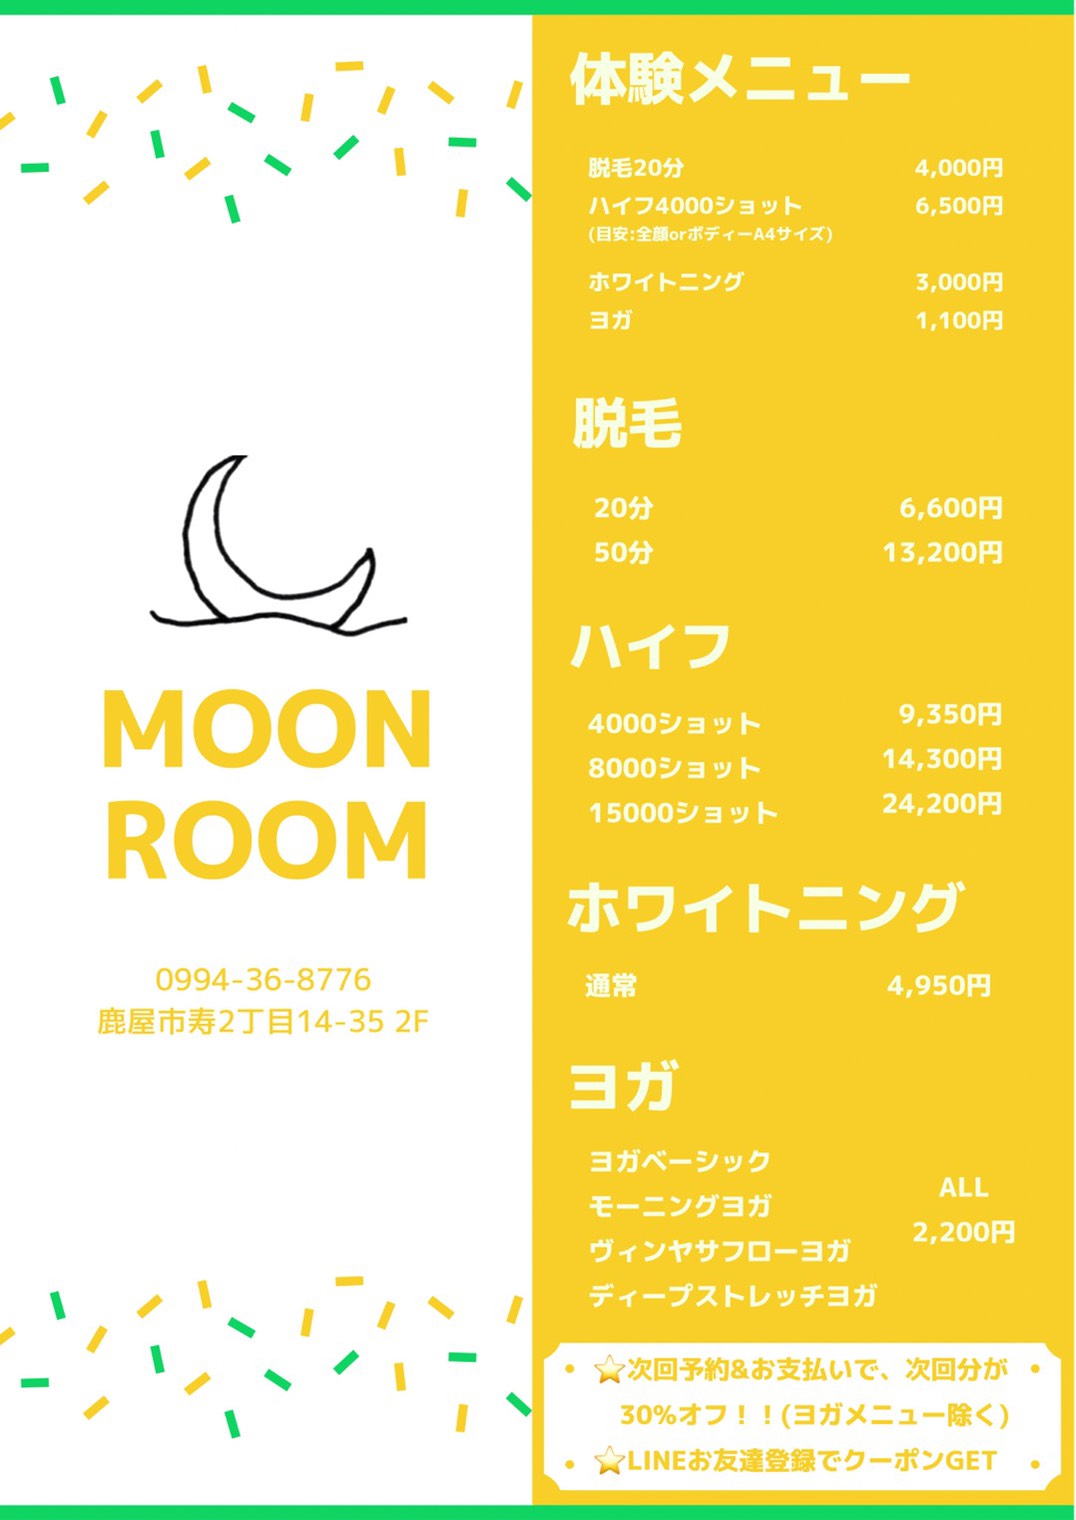 MOON
ROOM
0994-36-8776
鹿屋市寿2丁目14-35 2F
体験メニュー
脱毛20分 4,000円
ハイフ4000ショット 6,500円
(目安:全顔orボディーA4サイズ)
ホワイトニング 3,000円
ヨガ 1,100円
脱毛
20分 6,600円
50分 13,200円
ハイフ
4000ショット 9,350円
8000ショット 14,300円
15000ショット 24,200円
ホワイトニング
通常 4,950円
ヨガ
ヨガベーシック
モーニングヨガ
ヴィンヤサフローヨガ
ディープストレッチヨガ
ALL
2,200円
⭐次回予約&お支払いで、次回分が
30%オフ！！(ヨガメニュー除く)
⭐LINEお友達登録でクーポンGET